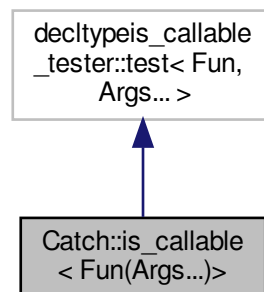 decltypeis_callable
_tester::test< Fun,
Args... >
Catch::is_callable
< Fun(Args...)>